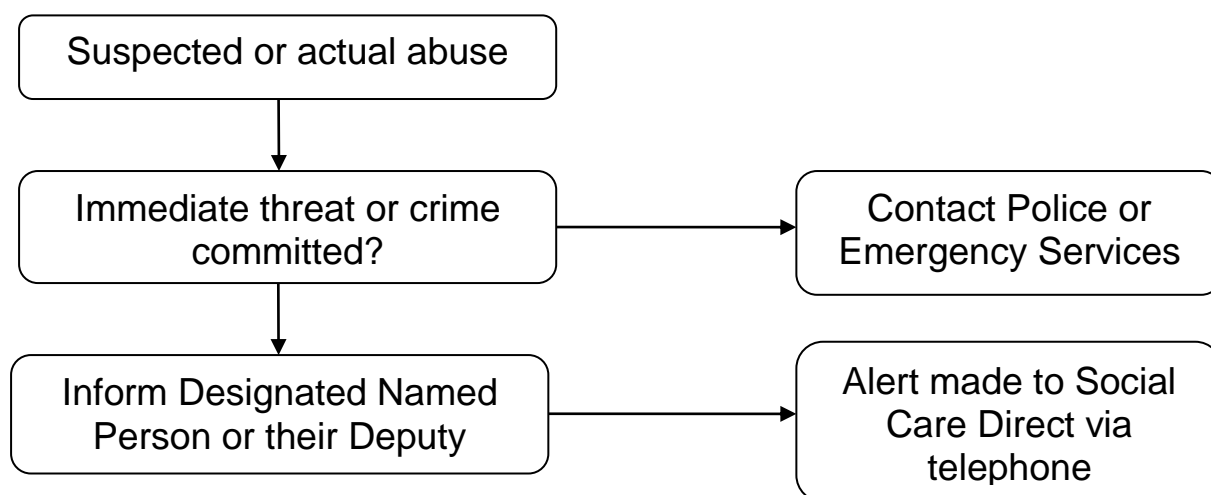 Suspected or actual abuse
Immediate threat or crime
committed?
Contact Police or
Emergency Services
Inform Designated Named
Person or their Deputy
Alert made to Social
Care Direct via
telephone